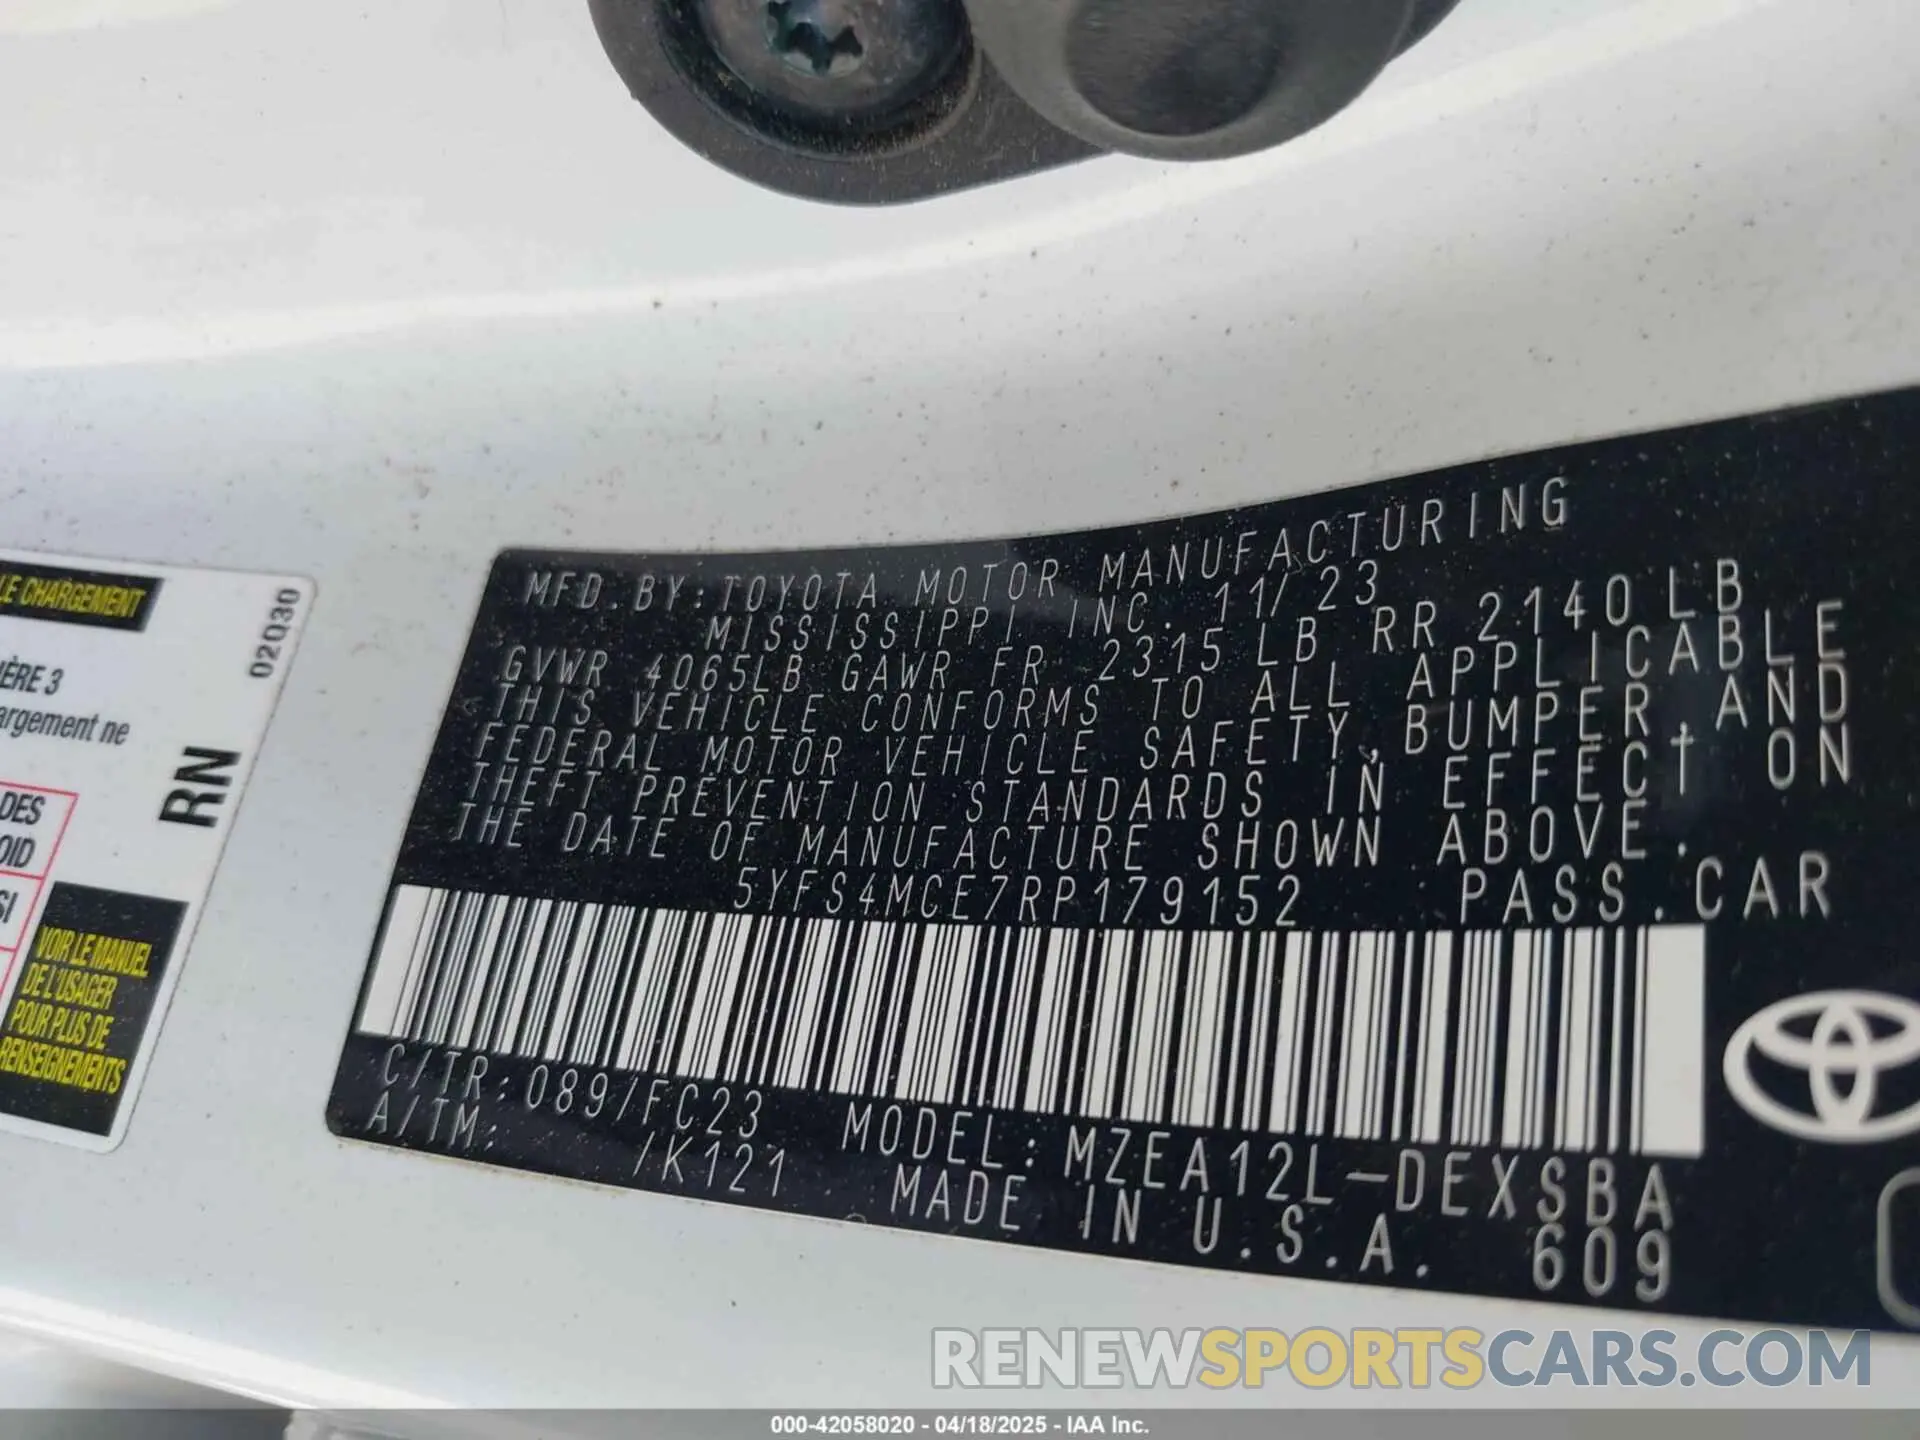 LE CHARGEMENT
02Q30
IÈRE 3
argement ne
RN
DES
OID
SI
VOIR LE MANUEL
DE L'USAGER
POUR PLUS DE
RENSEIGNEMENTS
MFD.BY:TOYOTA MOTOR MANUFACTURING
MISSISSIPPI INC. 11/23
GVWR 4065LB GAWR FR 2315 LB RR 2140LB
THIS VEHICLE CONFORMS TO ALL APPLICABLE
FEDERAL MOTOR VEHICLE SAFETY,BUMPER,AND
THEFT PREVENTION STANDARDS IN EFFECT ON
THE DATE OF MANUFACTURE SHOWN ABOVE.
5YFS4MCE7RP179152 PASS.CAR
C/TR:089/FC23 MODEL:MZEA12L-DEXSBA
A/TM: /K121 MADE IN U.S.A. 609
RENEWSPORTSCARS.COM
000-42058020 - 04/18/2025 - IAA Inc.